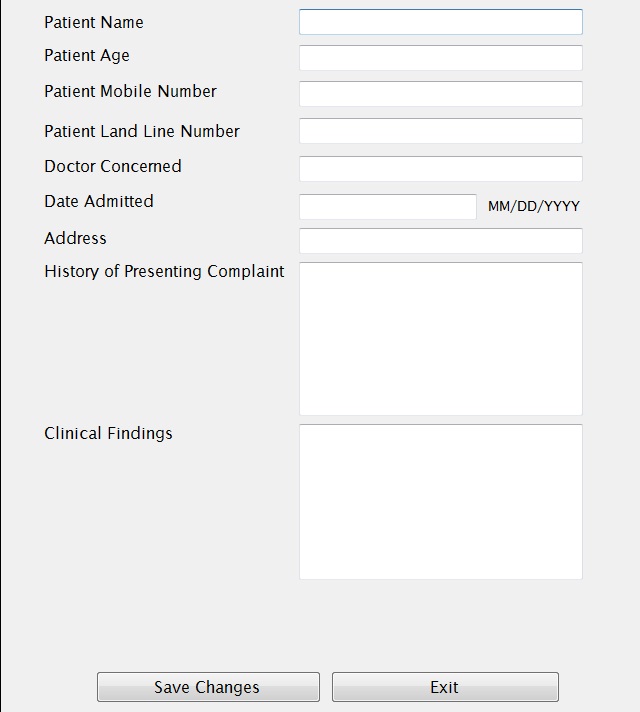 Patient Name
Patient Age
Patient Mobile Number
Patient Land Line Number
Doctor Concerned
Date Admitted MM/DD/YYYY
Address
History of Presenting Complaint
Clinical Findings
Save Changes Exit